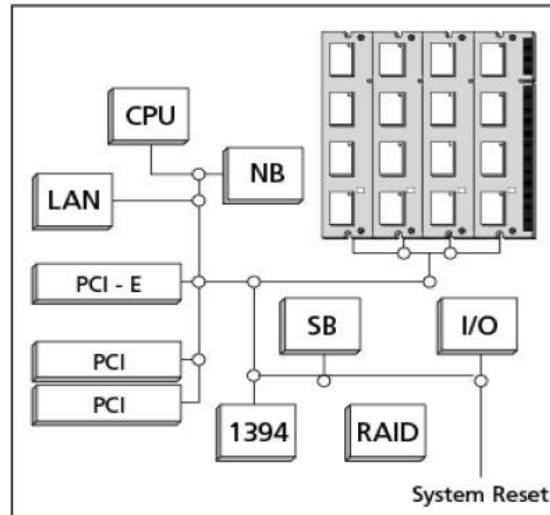 CPU
NB
LAN
PCI - E
PCI
PCI
SB
I/O
1394
RAID
System Reset